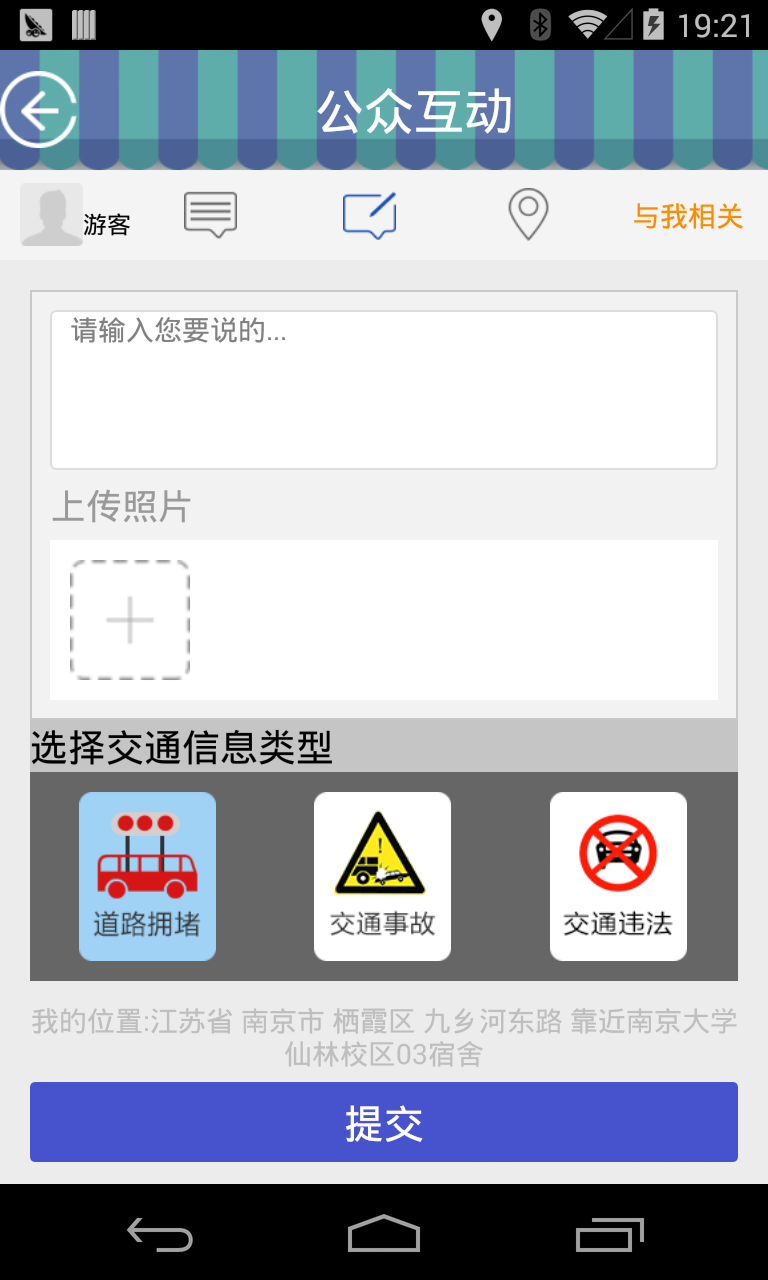 19:21
公众互动
游客
与我相关
请输入您要说的...
上传照片
选择交通信息类型
道路拥堵
交通事故
交通违法
我的位置:江苏省 南京市 栖霞区 九乡河东路 靠近南京大学
仙林校区03宿舍
提交